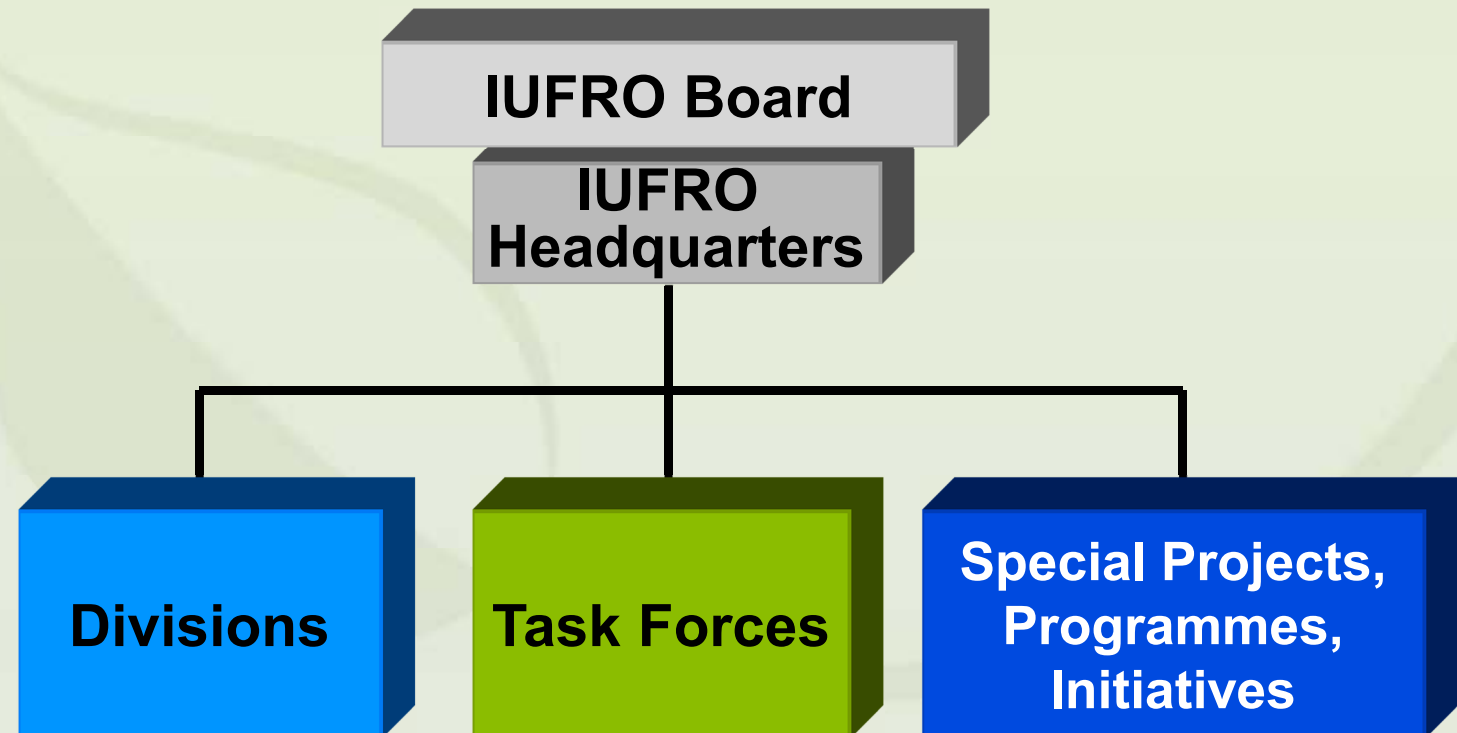 IUFRO Board
IUFRO
Headquarters
Divisions
Task Forces
Special Projects,
Programmes,
Initiatives